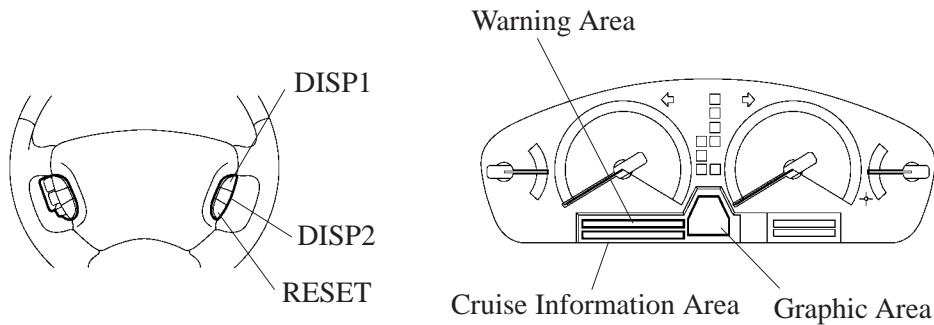 Warning Area
DISP1
DISP2
RESET
Cruise Information Area
Graphic Area